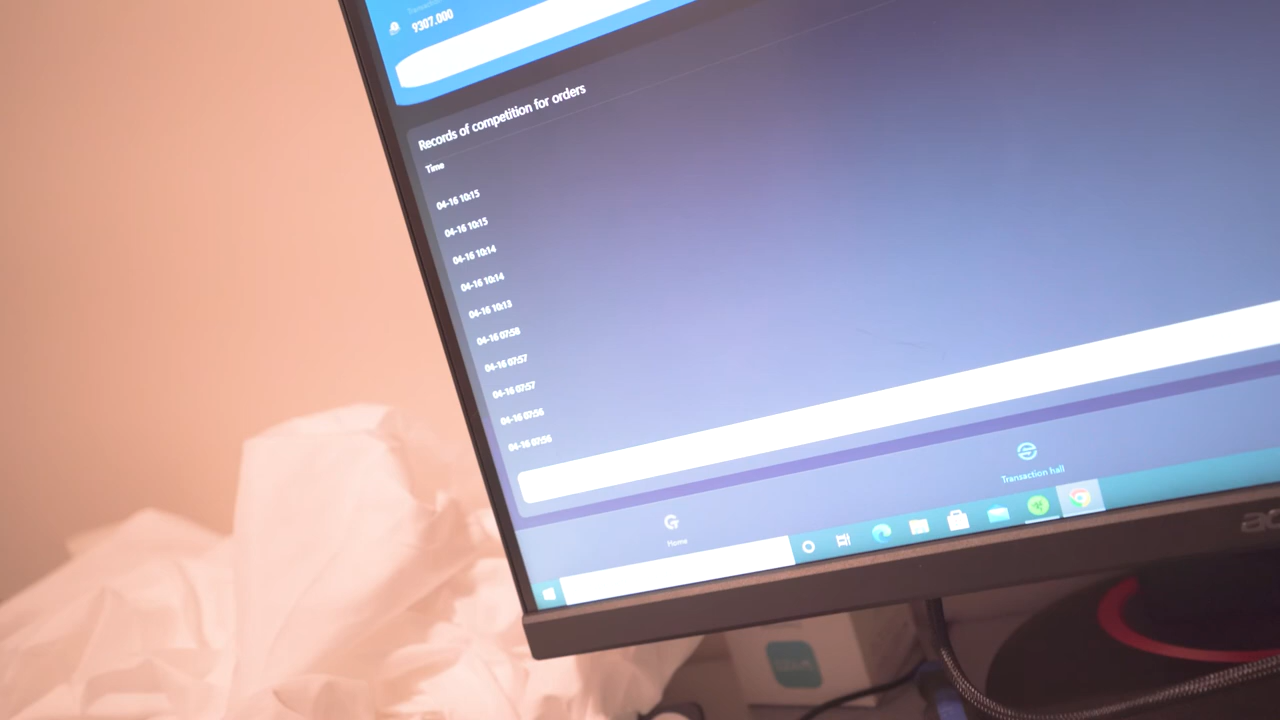 Transaction
9307.000
Records of competition for orders
Time
04-16 10:15
04-16 10:15
04-16 10:14
04-16 10:14
04-16 10:13
04-16 07:58
04-16 07:57
04-16 07:57
04-16 07:56
04-16 07:56
Transaction hall
Home